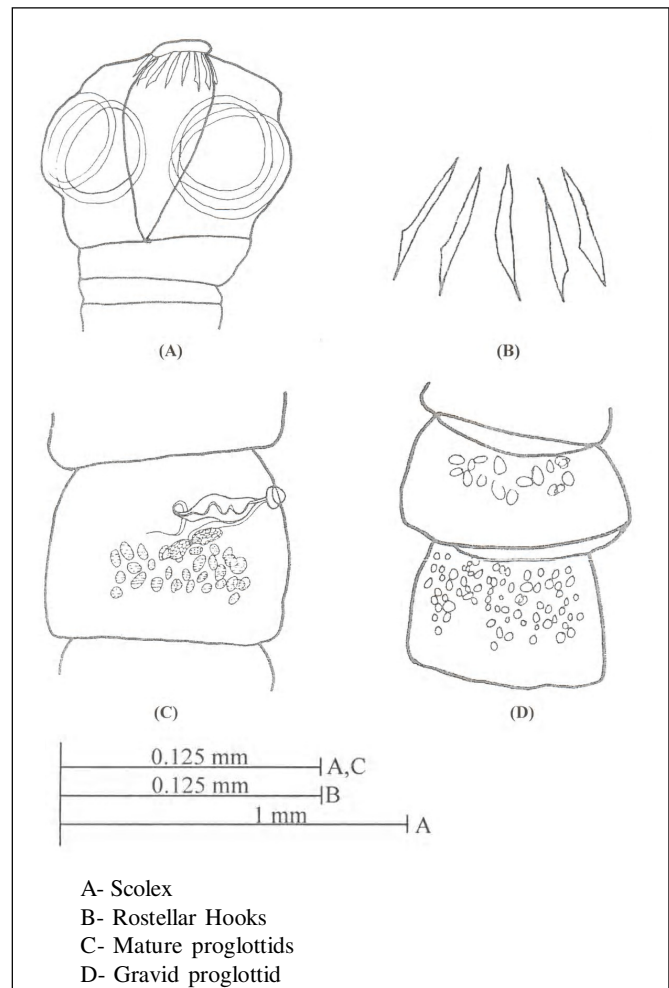 (A)
(B)
(C)
(D)
0.125 mm A,C
0.125 mm B
1 mm A
A- Scolex
B- Rostellar Hooks
C- Mature proglottids
D- Gravid proglottid